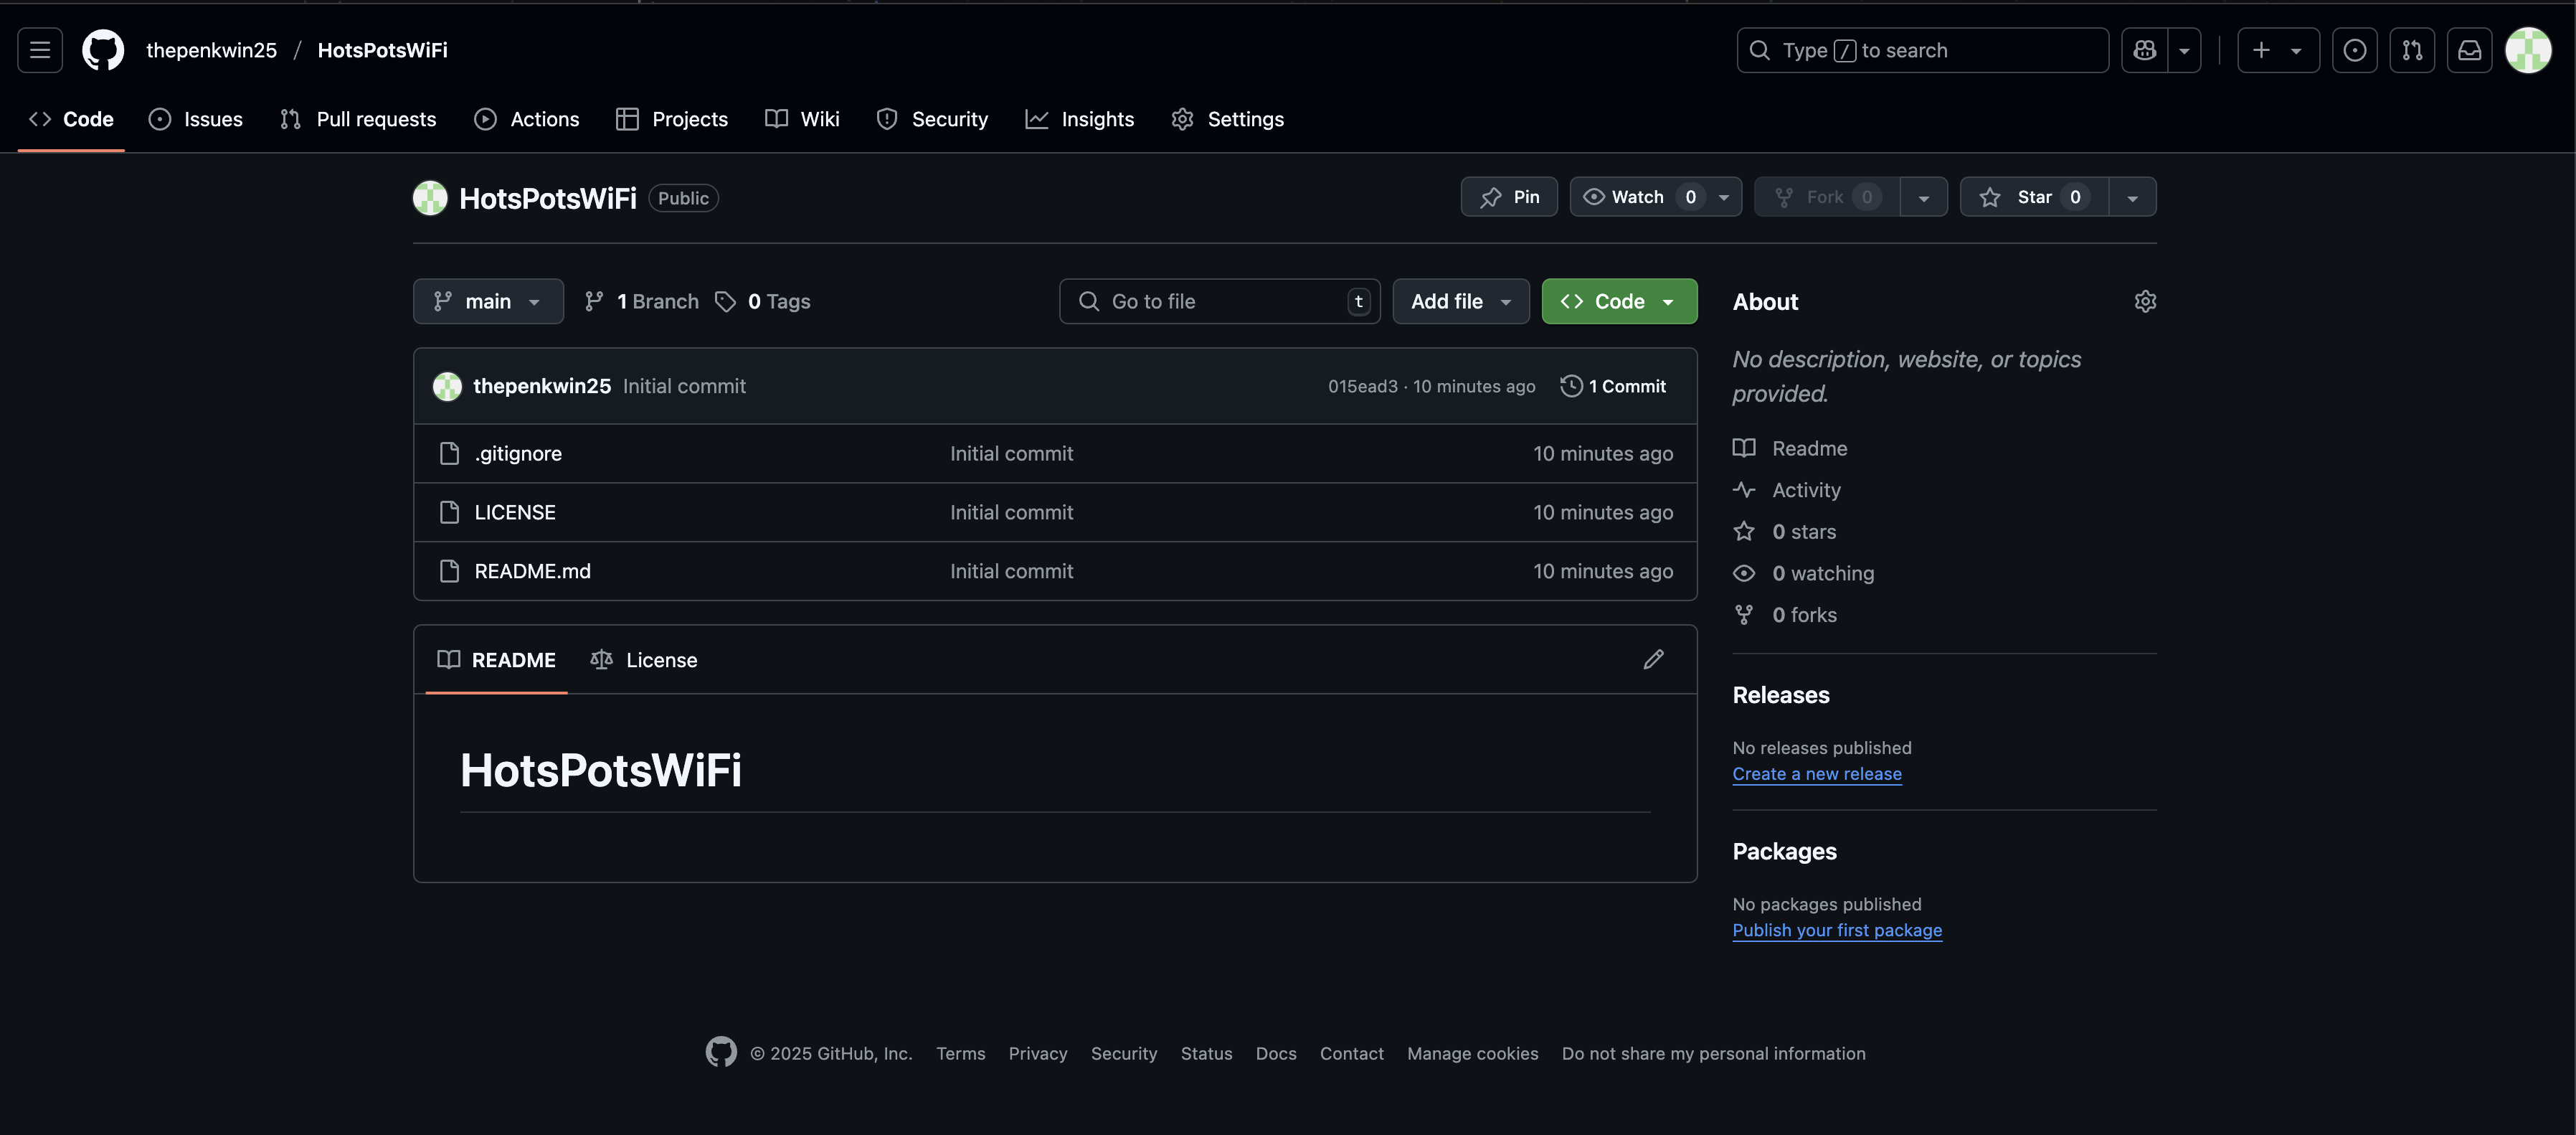 thepenkwin25 / HotsPotsWiFi
Type / to search
Code Issues Pull requests Actions Projects Wiki Security Insights Settings
HotsPotsWiFi Public
Pin Watch 0 Fork 0 Star 0
main 1 Branch 0 Tags Go to file t Add file Code
thepenkwin25 Initial commit 015ead3 · 10 minutes ago 1 Commit
.gitignore Initial commit 10 minutes ago
LICENSE Initial commit 10 minutes ago
README.md Initial commit 10 minutes ago
README License
HotsPotsWiFi
About
No description, website, or topics
provided.
Readme
Activity
0 stars
0 watching
0 forks
Releases
No releases published
Create a new release
Packages
No packages published
Publish your first package
© 2025 GitHub, Inc. Terms Privacy Security Status Docs Contact Manage cookies Do not share my personal information